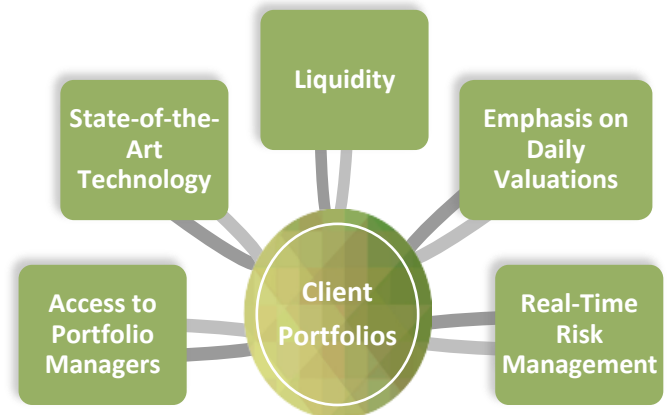 Liquidity
State-of-the-
Art
Technology
Emphasis on
Daily
Valuations
Access to
Portfolio
Managers
Client
Portfolios
Real-Time
Risk
Management